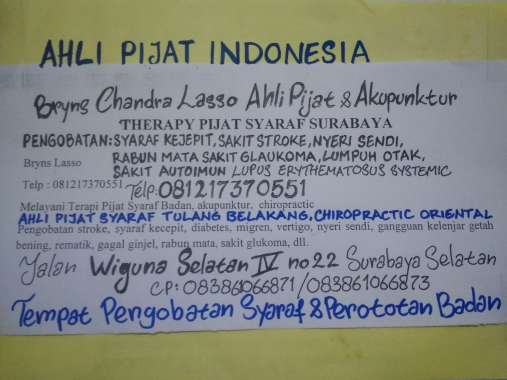 AHLI PIJAT INDONESIA
Bryns Chandra Lasso Ahli Pijat & Akupunktur
THERAPY PIJAT SYARAF SURABAYA
PENGOBATAN: SYARAF KEJEPIT, SAKIT STROKE, NYERI SENDI,
Bryns Lasso RABUN MATA SAKIT GLAUKOMA, LUMPUH OTAK,
SAKIT AUTOIMUN LUPUS ERYTHEMATOSUS SYSTEMIC
Telp : 081217370551 Telp: 081217370551
Melayani Terapi Pijat Syaraf Badan, akupunktur, chiropractic
AHLI PIJAT SYARAF TULANG BELAKANG, CHIROPRACTIC ORIENTAL
Pengobatan stroke, syaraf kecepit, diabetes, migren, vertigo, nyeri sendi, gangguan kelenjar getah
bening, rematik, gagal ginjel, rabun mata, sakit glukoma, dll.
Jalan Wiguna Selatan IV no 22 Surabaya Selatan
CP: 083861066871/083861066873
Tempat Pengobatan Syaraf & Perototan Badan